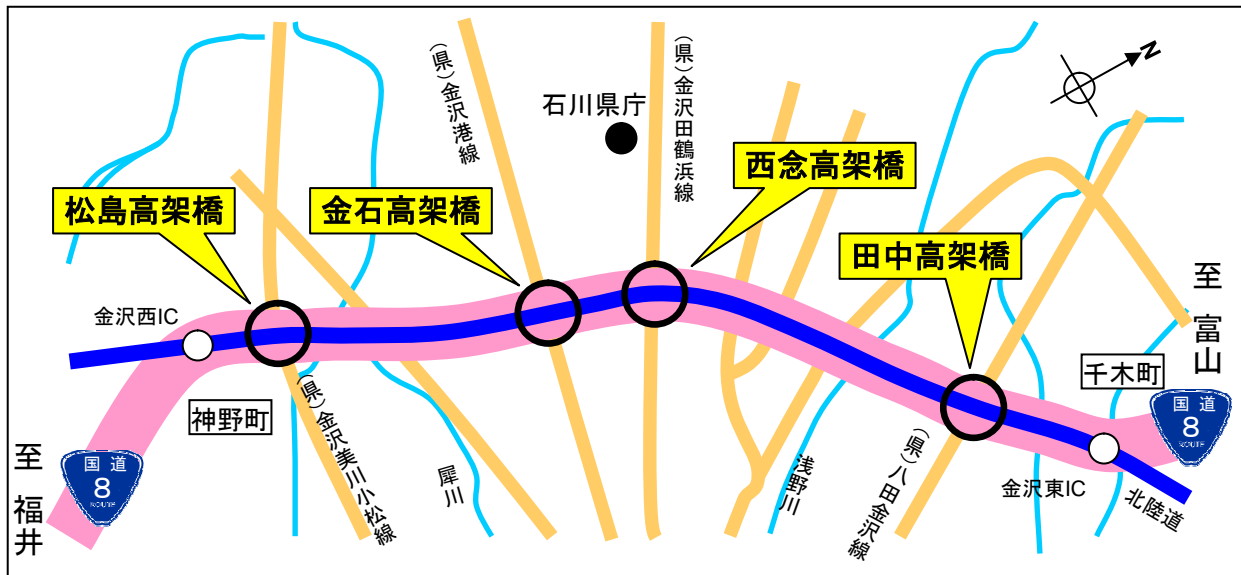 (県)金沢港線
石川県庁
(県)金沢田鶴浜線
N
松島高架橋
金石高架橋
西念高架橋
田中高架橋
至 富山
金沢西IC
千木町
神野町
国道
8
ROUTE
国道
8
ROUTE
至 福井
(県)金沢美川小松線
犀川
浅野川
(県)八田金沢線
金沢東IC
北陸道